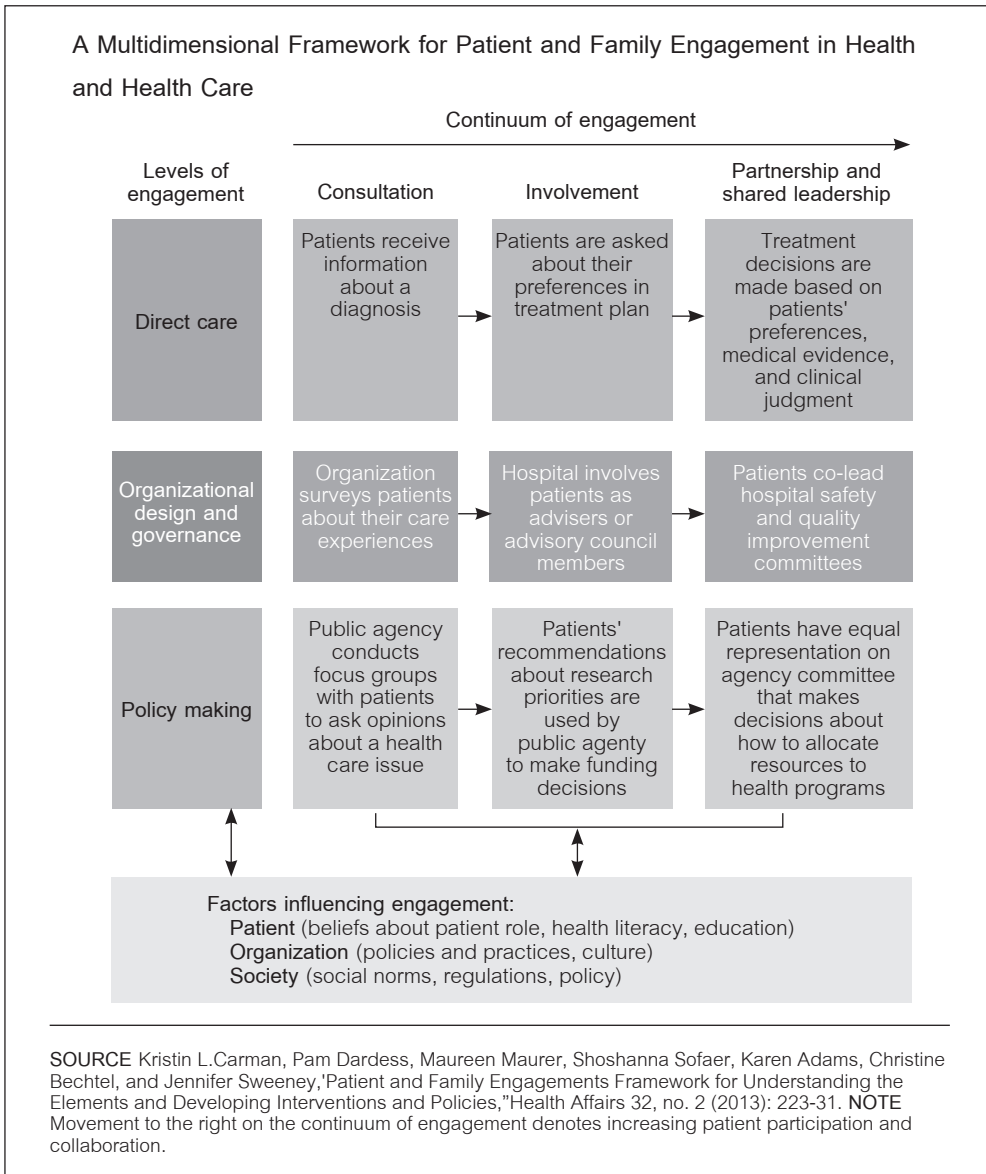 A Multidimensional Framework for Patient and Family Engagement in Health
and Health Care
Continuum of engagement
Levels of
engagement
Consultation
Involvement
Partnership and
shared leadership
Direct care
Patients receive
information
about a
diagnosis
Patients are asked
about their
preferences in
treatment plan
Treatment
decisions are
made based on
patients'
preferences,
medical evidence,
and clinical
judgment
Organizational
design and
governance
Organization
surveys patients
about their care
experiences
Hospital involves
patients as
advisers or
advisory council
members
Patients co-lead
hospital safety
and quality
improvement
committees
Policy making
Public agency
conducts
focus groups
with patients
to ask opinions
about a health
care issue
Patients'
recommendations
about research
priorities are
used by
public agenty
to make funding
decisions
Patients have equal
representation on
agency committee
that makes
decisions about
how to allocate
resources to
health programs
Factors influencing engagement:
Patient (beliefs about patient role, health literacy, education)
Organization (policies and practices, culture)
Society (social norms, regulations, policy)
SOURCE Kristin L.Carman, Pam Dardess, Maureen Maurer, Shoshanna Sofaer, Karen Adams, Christine
Bechtel, and Jennifer Sweeney,'Patient and Family Engagements Framework for Understanding the
Elements and Developing Interventions and Policies,"Health Affairs 32, no. 2 (2013): 223-31. NOTE
Movement to the right on the continuum of engagement denotes increasing patient participation and
collaboration.